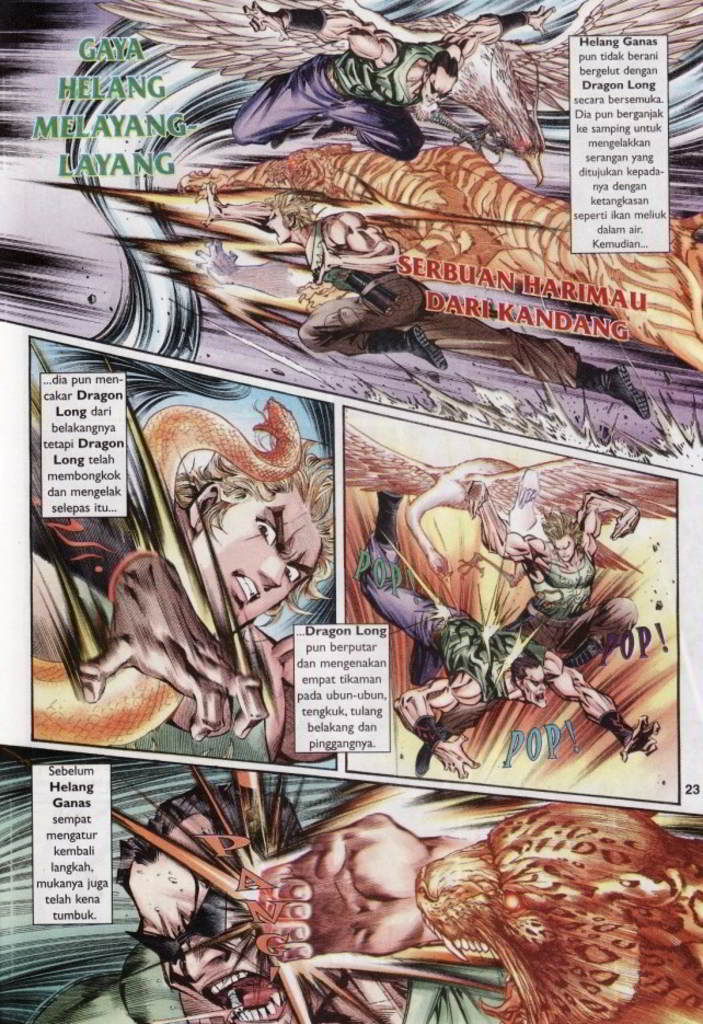 GAYA
HELANG
MELAYANG-
LAYANG
Helang Ganas
pun tidak berani
bergelut dengan
Dragon Long
secara bersemuka.
Dia pun berganjak
ke samping untuk
mengelakkan
serangan yang
ditujukan kepada-
nya dengan
ketangkasan
seperti ikan meliuk
dalam air.
Kemudian...
SERBUAN HARIMAU
DARI KANDANG
...dia pun men-
cakar Dragon
Long dari
belakangnya
tetapi Dragon
Long telah
membongkok
dan mengelak
selepas itu...
POP!
POP!
POP!
...Dragon Long
pun berputar
dan mengenakan
empat tikaman
pada ubun-ubun,
tengkuk, tulang
belakang dan
pinggangnya.
23
Sebelum
Helang
Ganas
sempat
mengatur
kembali
langkah,
mukanya juga
telah kena
tumbuk.
PANG